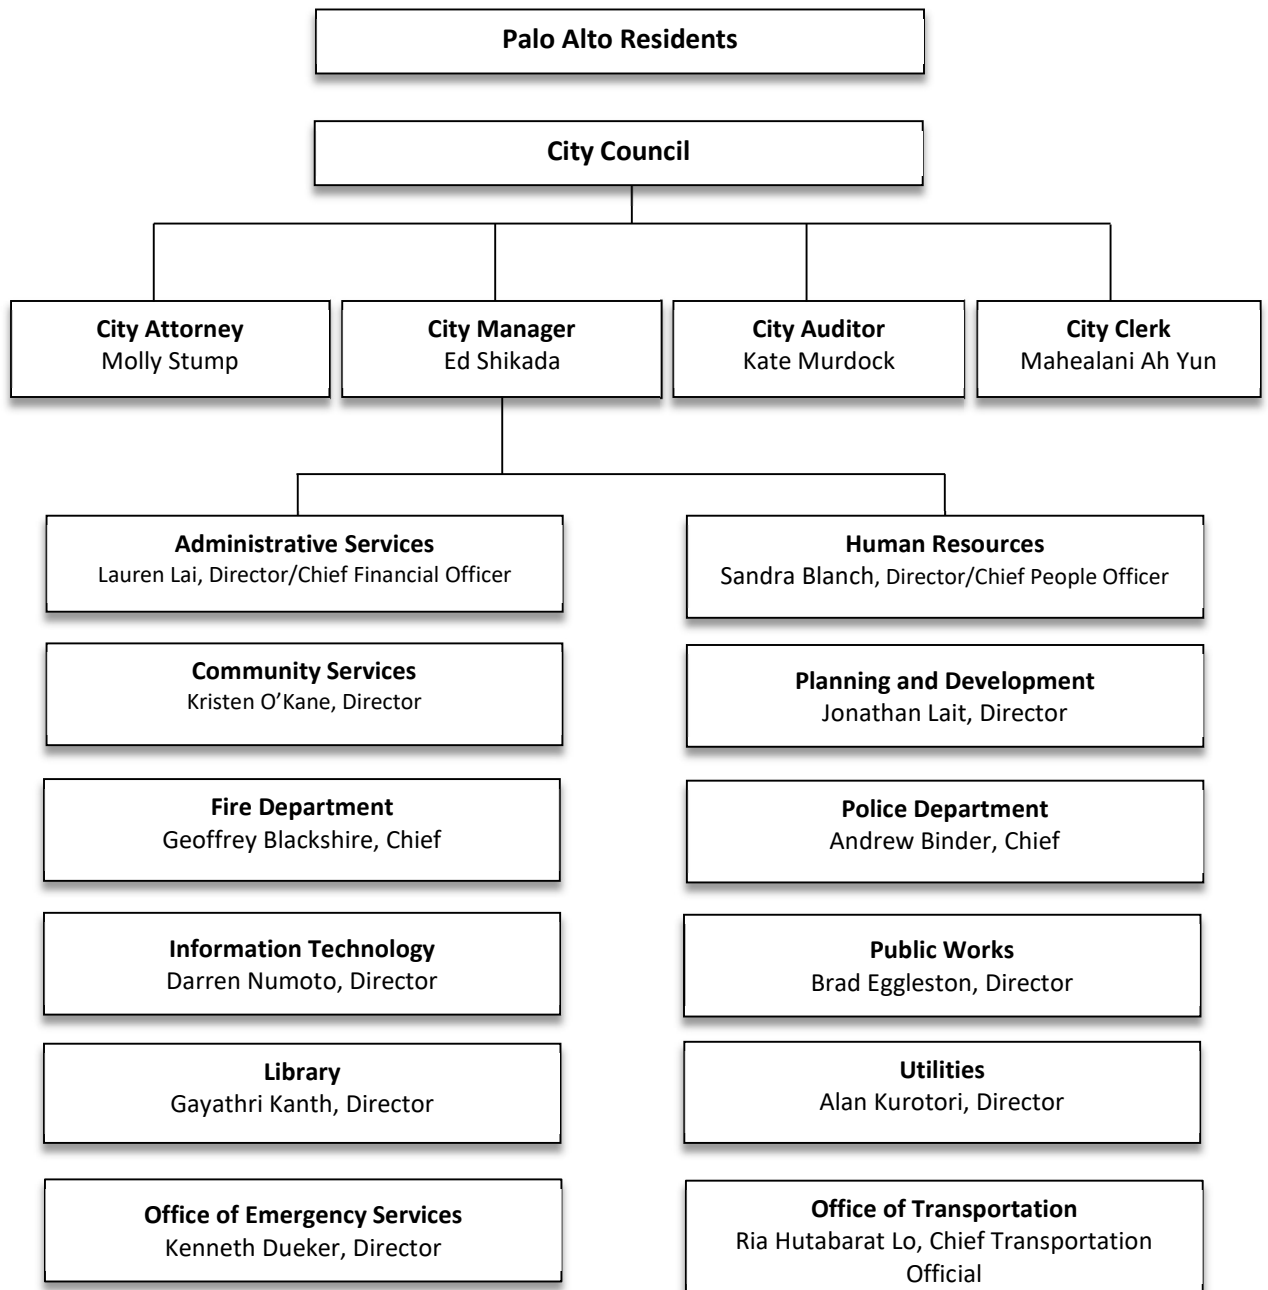 Palo Alto Residents
City Council
City Attorney
Molly Stump
City Manager
Ed Shikada
City Auditor
Kate Murdock
City Clerk
Mahealani Ah Yun
Administrative Services
Lauren Lai, Director/Chief Financial Officer
Human Resources
Sandra Blanch, Director/Chief People Officer
Community Services
Kristen O’Kane, Director
Planning and Development
Jonathan Lait, Director
Fire Department
Geoffrey Blackshire, Chief
Police Department
Andrew Binder, Chief
Information Technology
Darren Numoto, Director
Public Works
Brad Eggleston, Director
Library
Gayathri Kanth, Director
Utilities
Alan Kurotori, Director
Office of Emergency Services
Kenneth Dueker, Director
Office of Transportation
Ria Hutabarat Lo, Chief Transportation
Official